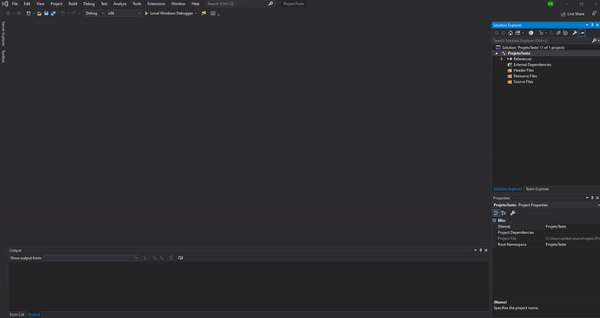 File Edit View Project Build Debug Test Analyze Tools Extensions Window Help Search (Ctrl+Q) ProjetoTeste
Debug x86 Local Windows Debugger Live Share
Server Explorer
Toolbox
Solution Explorer
Search Solution Explorer (Ctrl+ç)
Solution 'ProjetoTeste' (1 of 1 project)
ProjetoTeste
References
External Dependencies
Header Files
Resource Files
Source Files
Solution Explorer Team Explorer
Properties
ProjetoTeste Project Properties
Misc
(Name) ProjetoTeste
Project Dependencies
Project File
Root Namespace ProjetoTeste
(Name)
Specifies the project name.
Output
Show output from:
Error List Output